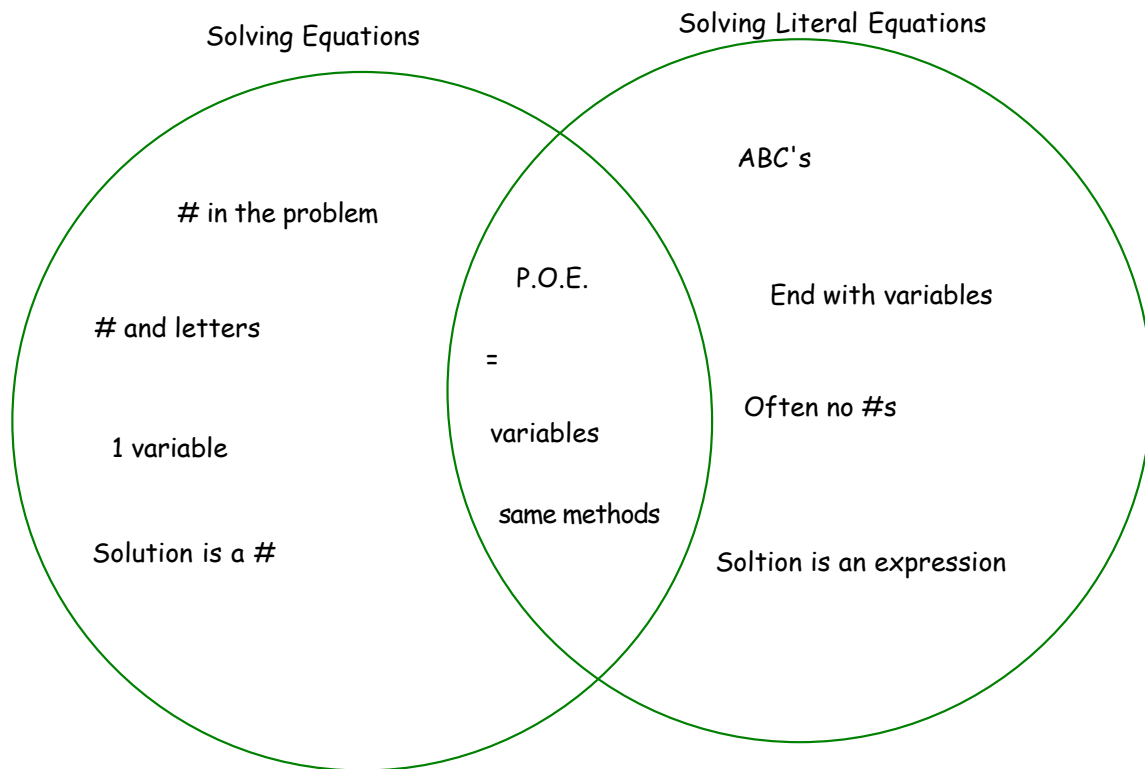 Solving Equations
Solving Literal Equations
# in the problem
# and letters
1 variable
Solution is a #
P.O.E.
=
variables
same methods
ABC's
End with variables
Often no #s
Soltion is an expression